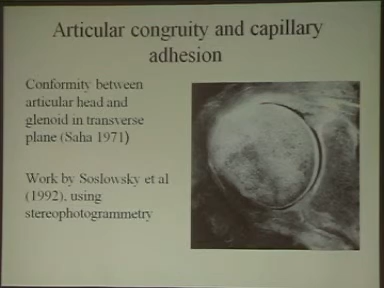 Articular congruity and capillary
adhesion
Conformity between
articular head and
glenoid in transverse
plane (Saha 1971)
Work by Soslowsky et al
(1992), using
stereophotogrammetry